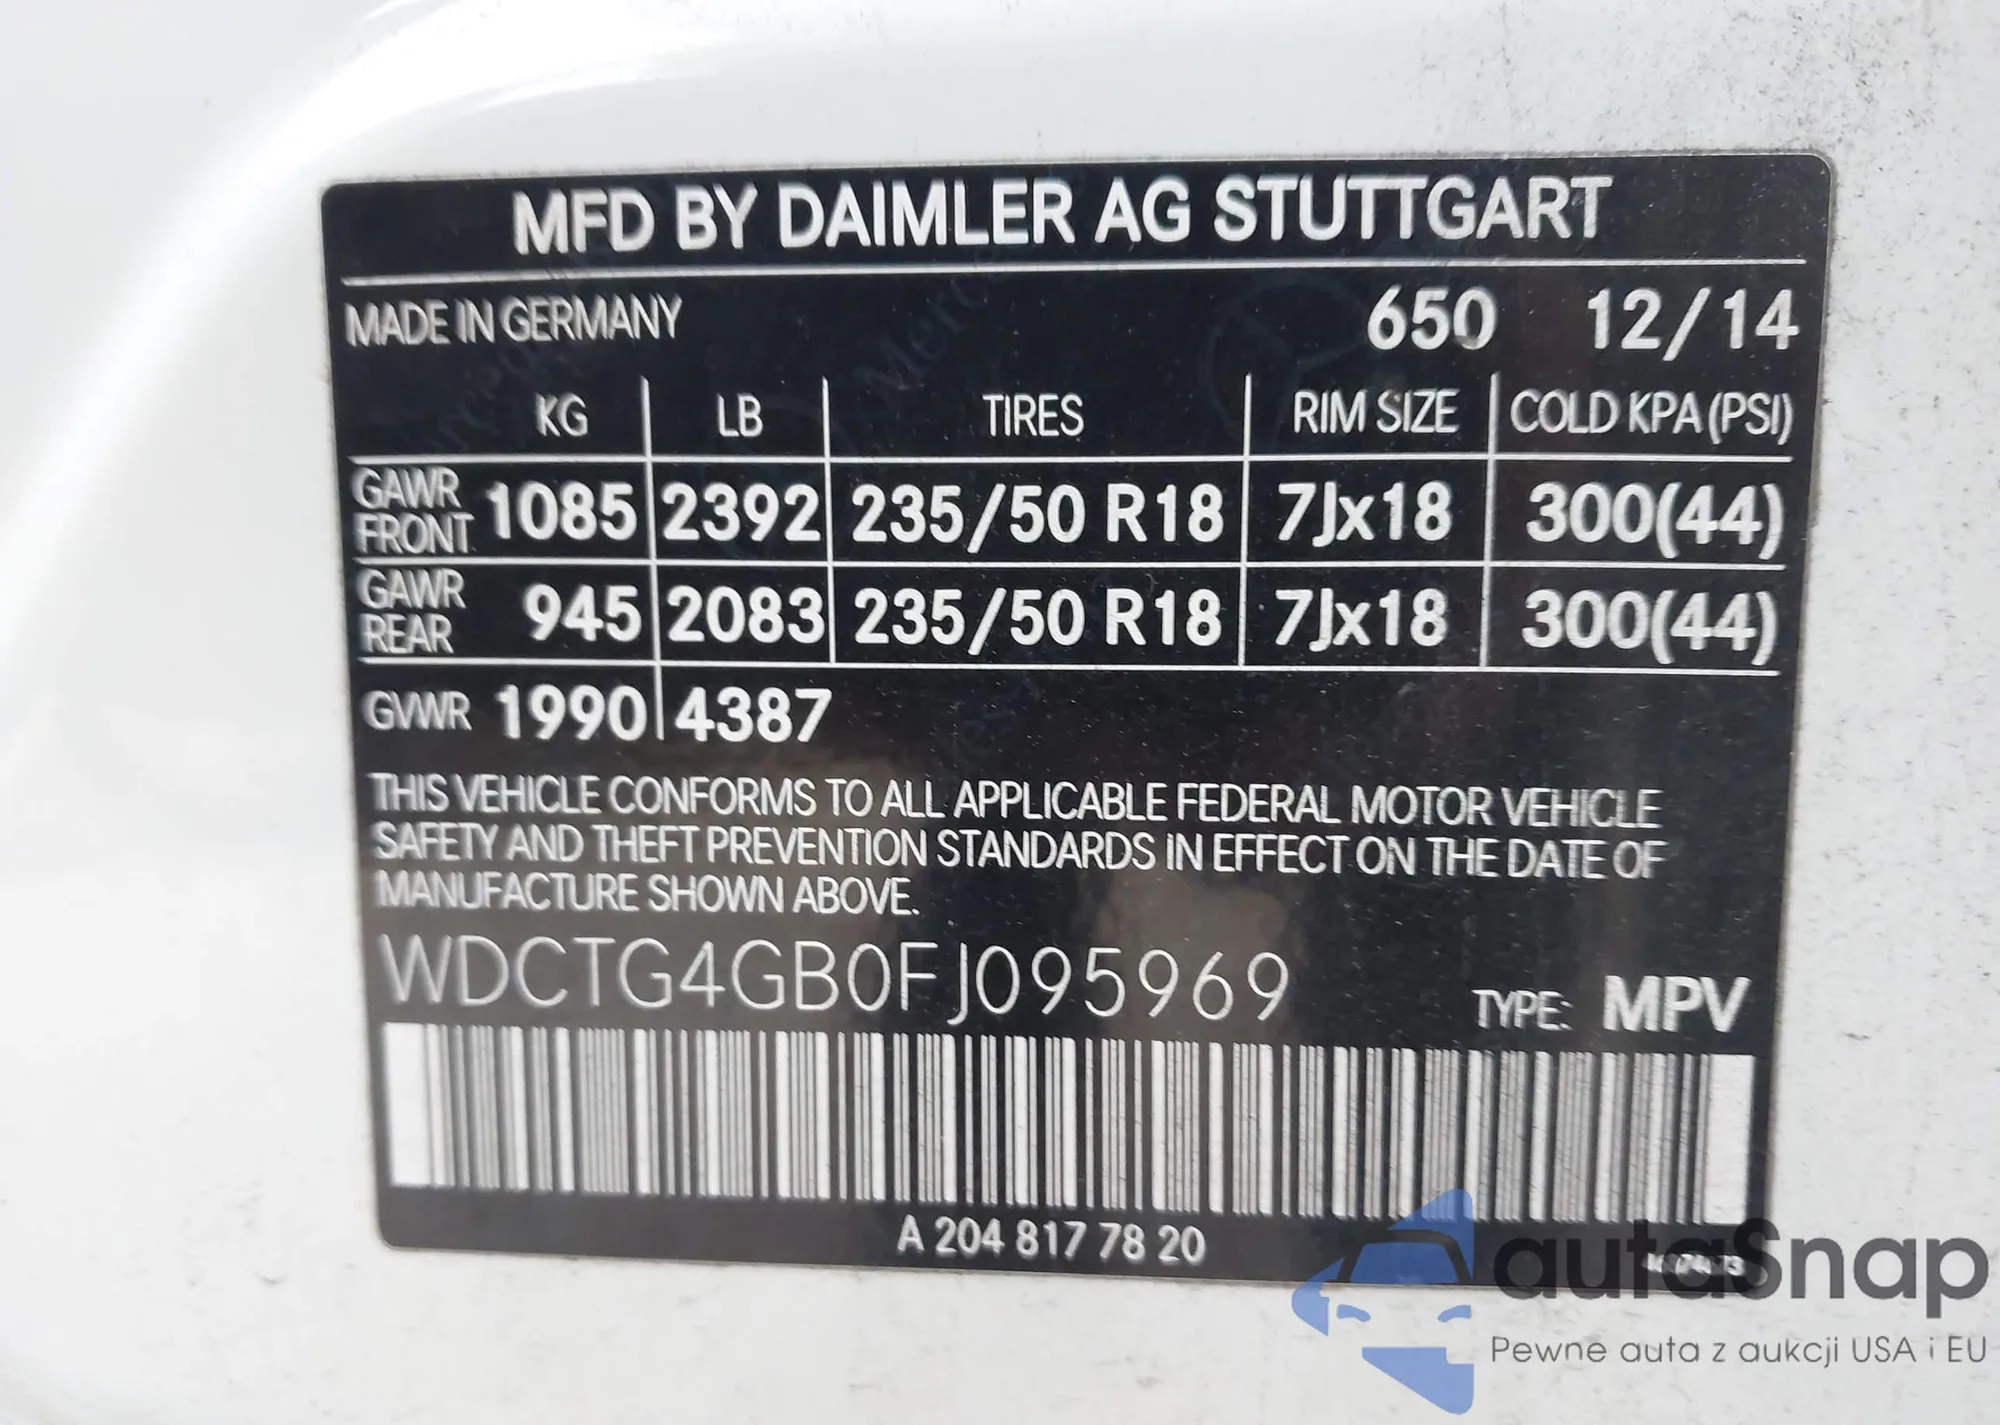 MFD BY DAIMLER AG STUTTGART
MADE IN GERMANY 650 12/14
KG LB TIRES RIM SIZE COLD KPA (PSI)
GAWR FRONT 1085 2392 235/50 R18 7Jx18 300(44)
GAWR REAR 945 2083 235/50 R18 7Jx18 300(44)
GVWR 1990 4387
THIS VEHICLE CONFORMS TO ALL APPLICABLE FEDERAL MOTOR VEHICLE
SAFETY AND THEFT PREVENTION STANDARDS IN EFFECT ON THE DATE OF
MANUFACTURE SHOWN ABOVE.
WDCTG4GB0FJ095969
TYPE: MPV
A 204 817 78 20
autaSnap
Pewne auta z aukcji USA i EU